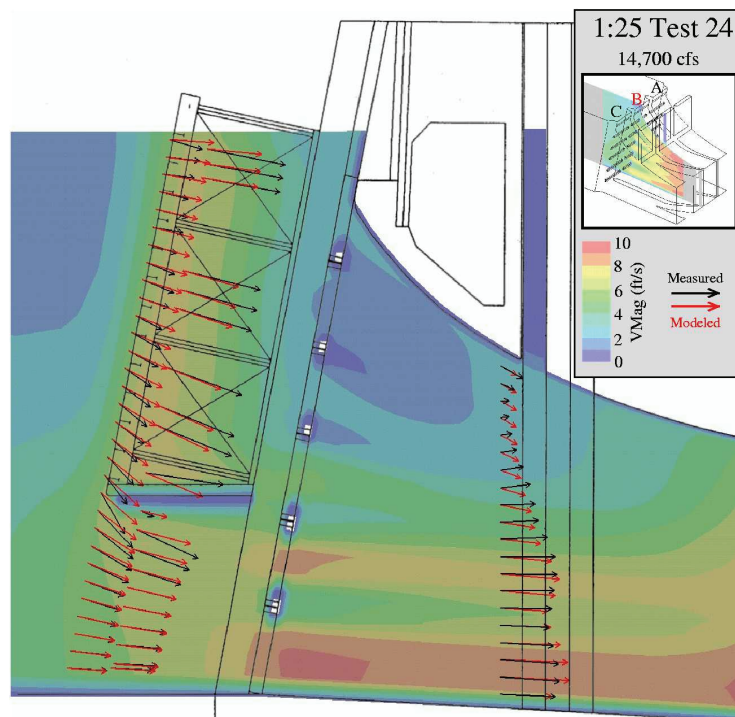 1:25 Test 24
14,700 cfs
A
B
C
10
8
6
4
2
0
VMag (ft/s)
Measured
Modeled